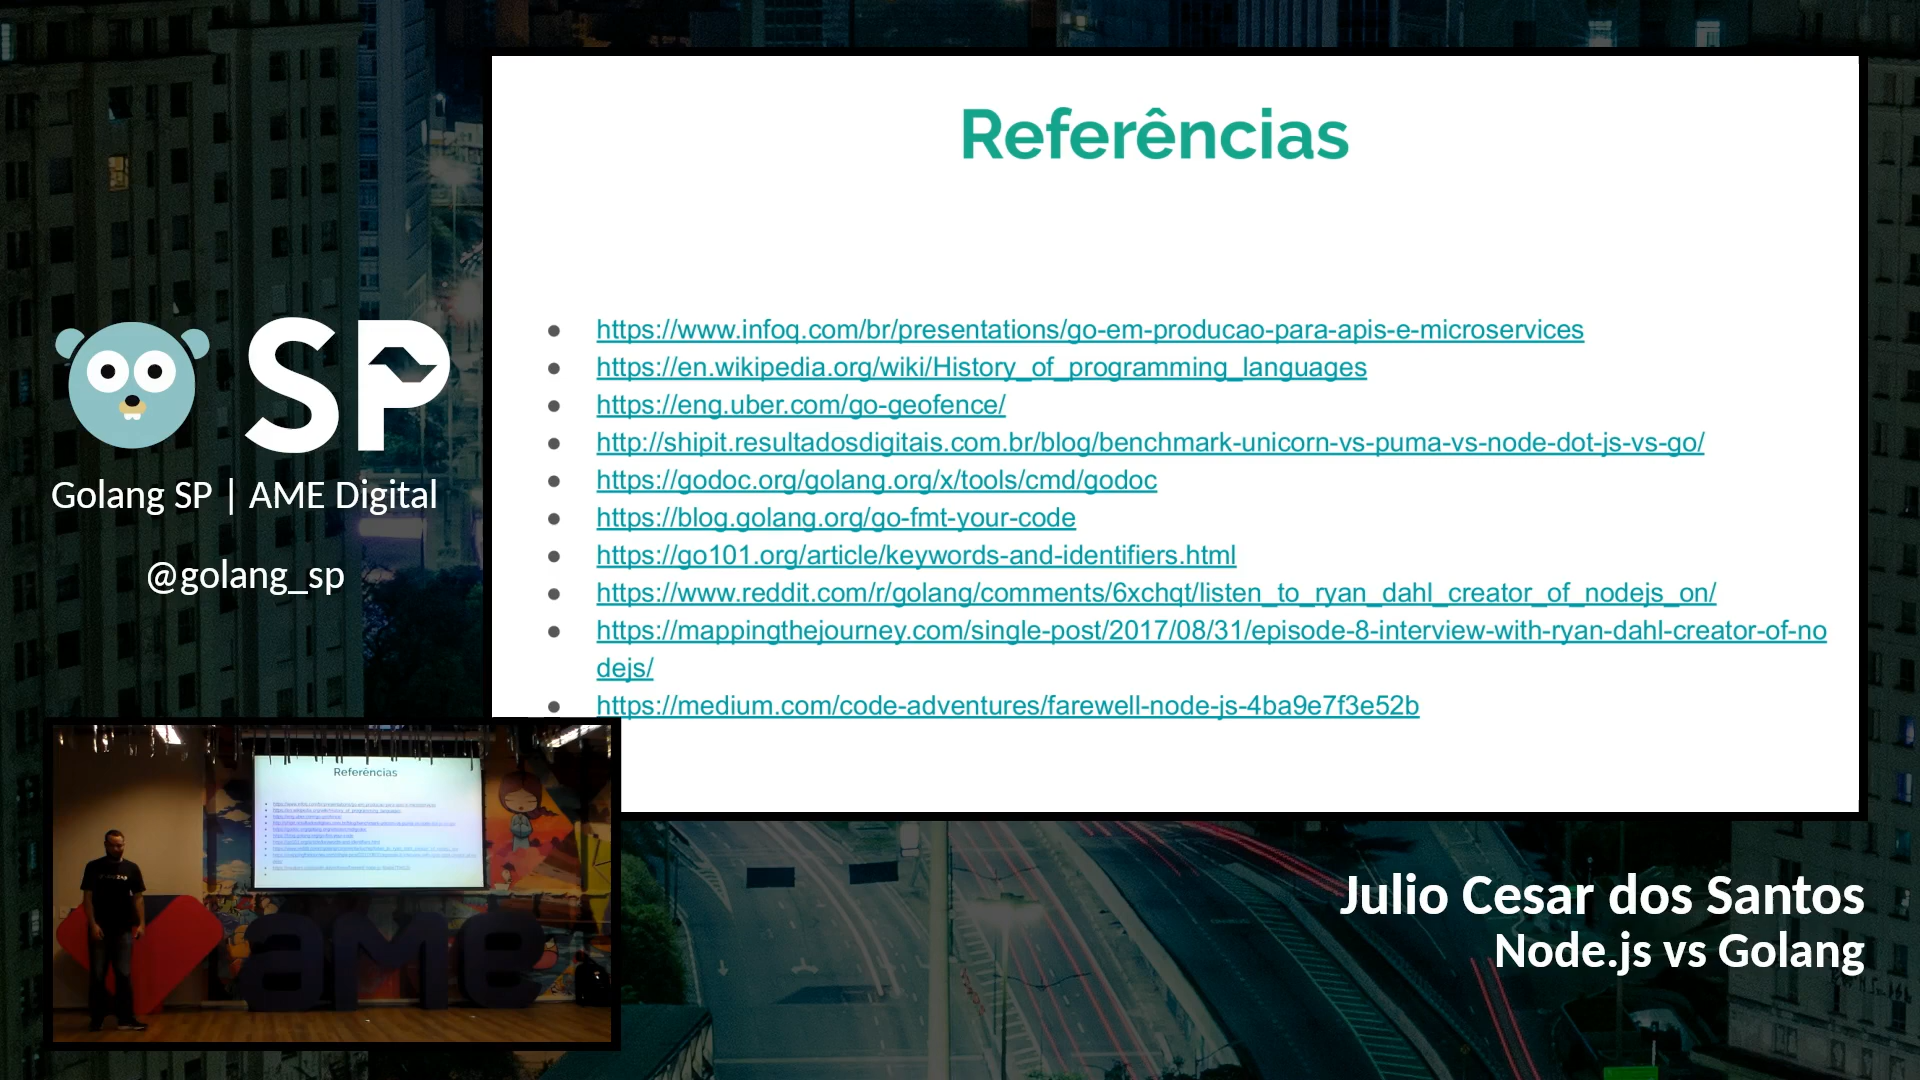 Referências
https://www.infoq.com/br/presentations/go-em-producao-para-apis-e-microservices
https://en.wikipedia.org/wiki/History_of_programming_languages
https://eng.uber.com/go-geofence/
http://shipit.resultadosdigitais.com.br/blog/benchmark-unicorn-vs-puma-vs-node-dot-js-vs-go/
https://godoc.org/golang.org/x/tools/cmd/godoc
https://blog.golang.org/go-fmt-your-code
https://go101.org/article/keywords-and-identifiers.html
https://www.reddit.com/r/golang/comments/6xchqt/listen_to_ryan_dahl_creator_of_nodejs_on/
https://mappingthejourney.com/single-post/2017/08/31/episode-8-interview-with-ryan-dahl-creator-of-no
dejs/
https://medium.com/code-adventures/farewell-node-js-4ba9e7f3e52b
SP
Golang SP | AME Digital
@golang_sp
Referências
ame
Julio Cesar dos Santos
Node.js vs Golang